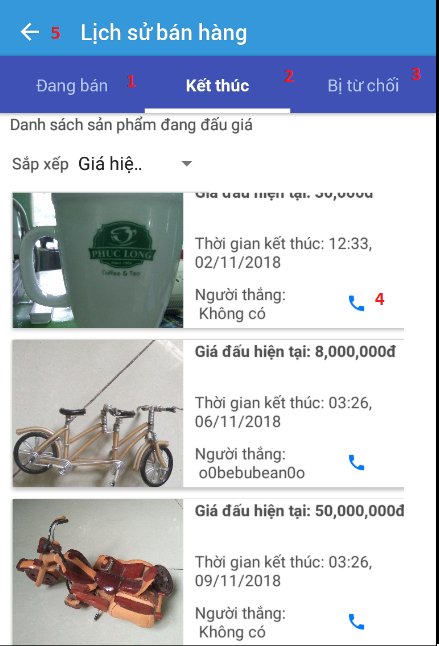 5 Lịch sử bán hàng
Đang bán 1 Kết thúc 2 Bị từ chối 3
Danh sách sản phẩm đang đấu giá
Sắp xếp Giá hiệ..
Giá đấu hiện tại: 30,000đ
PHUC LONG
Coffee & Tea
Thời gian kết thúc: 12:33,
02/11/2018
Người thắng:
Không có
4
Giá đấu hiện tại: 8,000,000đ
Thời gian kết thúc: 03:26,
06/11/2018
Người thắng:
o0bebubean0o
Giá đấu hiện tại: 50,000,000đ
Thời gian kết thúc: 03:26,
09/11/2018
Người thắng:
Không có